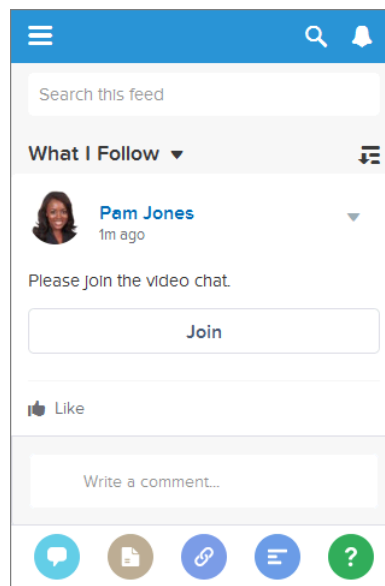 Search this feed
What I Follow
Pam Jones
1m ago
Please join the video chat.
Join
Like
Write a comment...
?